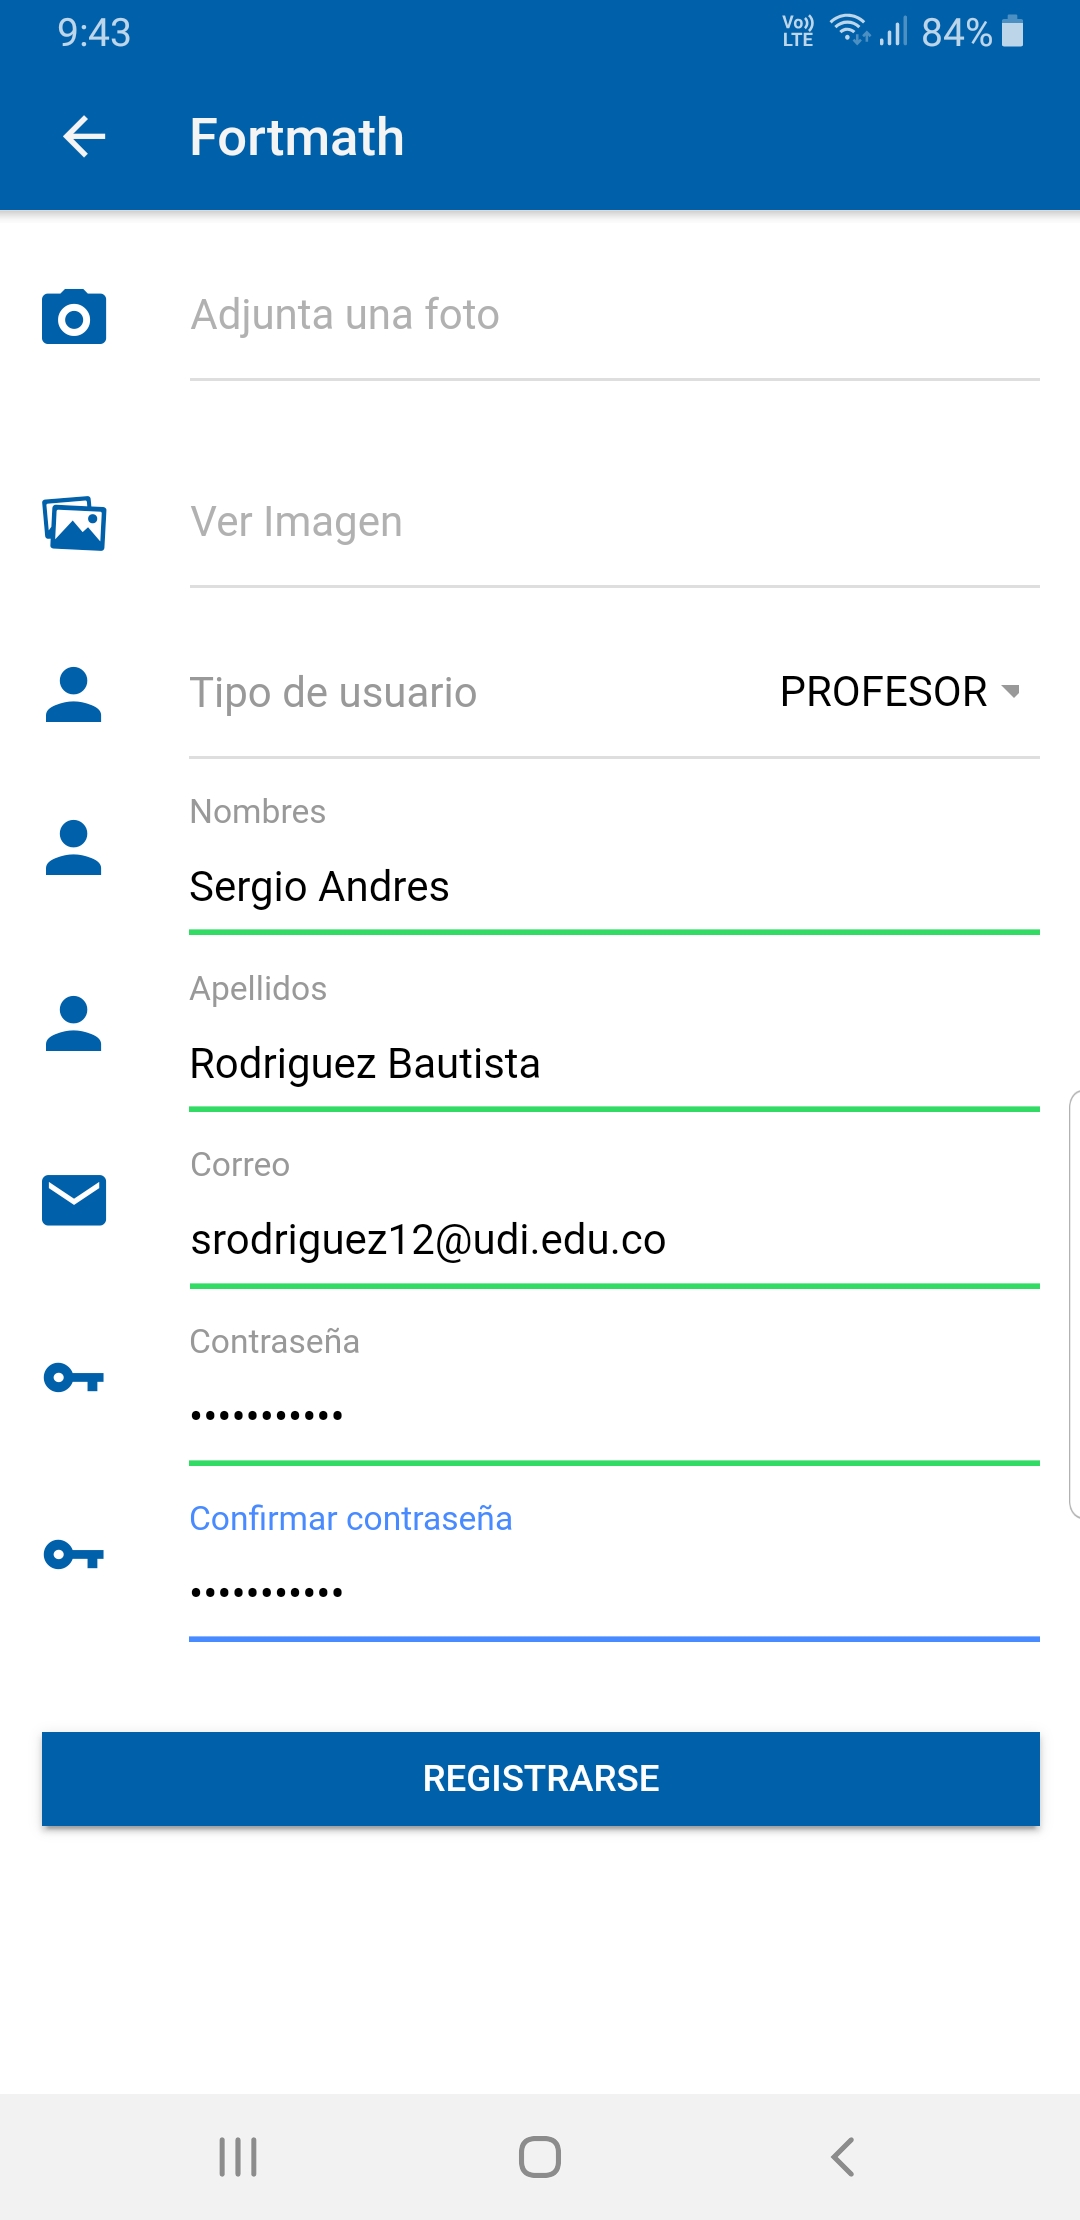 9:43
Vo)) LTE 84%
Fortmath
Adjunta una foto
Ver Imagen
Tipo de usuario PROFESOR
Nombres
Sergio Andres
Apellidos
Rodriguez Bautista
Correo
srodriguez12@udi.edu.co
Contraseña
•••••••••••
Confirmar contraseña
•••••••••••
REGISTRARSE